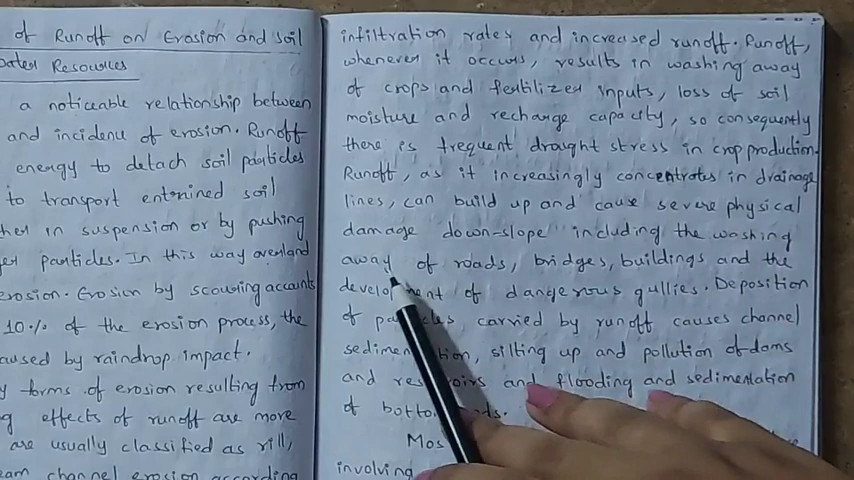 of Runoff on Erosion and soil
Resources
a noticeable relationship between
and incidence of erosion. Runoff
energy to detach soil particles
to transport entrained soil
in suspension or by pushing
particles. In this way overland
erosion. Erosion by scouring accounts
10% of the erosion process, the
caused by raindrop impact.
forms of erosion resulting from
effects of runoff are more
are usually classified as rill,
channel erosion according
infiltration rates and increased runoff. Runoff,
whenever it occurs, results in washing away
of crops and fertilizer inputs, loss of soil
moisture and recharge capacity, so consequently
there is frequent drought stress in crop production.
Runoff, as it increasingly concentrates in drainage
lines, can build up and cause severe physical
damage down-slope including the washing
away of roads, bridges, buildings and the
development of dangerous gullies. Deposition
of particles carried by runoff causes channel
sedimentation, silting up and pollution of dams
and reservoirs and flooding and sedimentation
of
involving